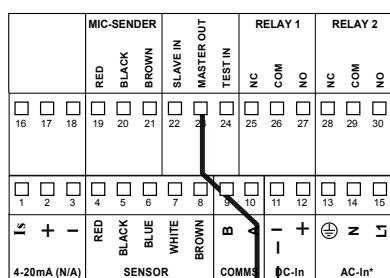 MIC-SENDER RELAY 1 RELAY 2
RED BLACK BROWN SLAVE IN MASTER OUT TEST IN NC COM NO NC COM NO
16 17 18 19 20 21 22 23 24 25 26 27 28 29 30
1 2 3 4 5 6 7 8 9 10 11 12 13 14 15
Is + – RED BLACK BLUE WHITE BROWN B A – + N L1
4-20mA (N/A) SENSOR COMMS DC-In AC-In*